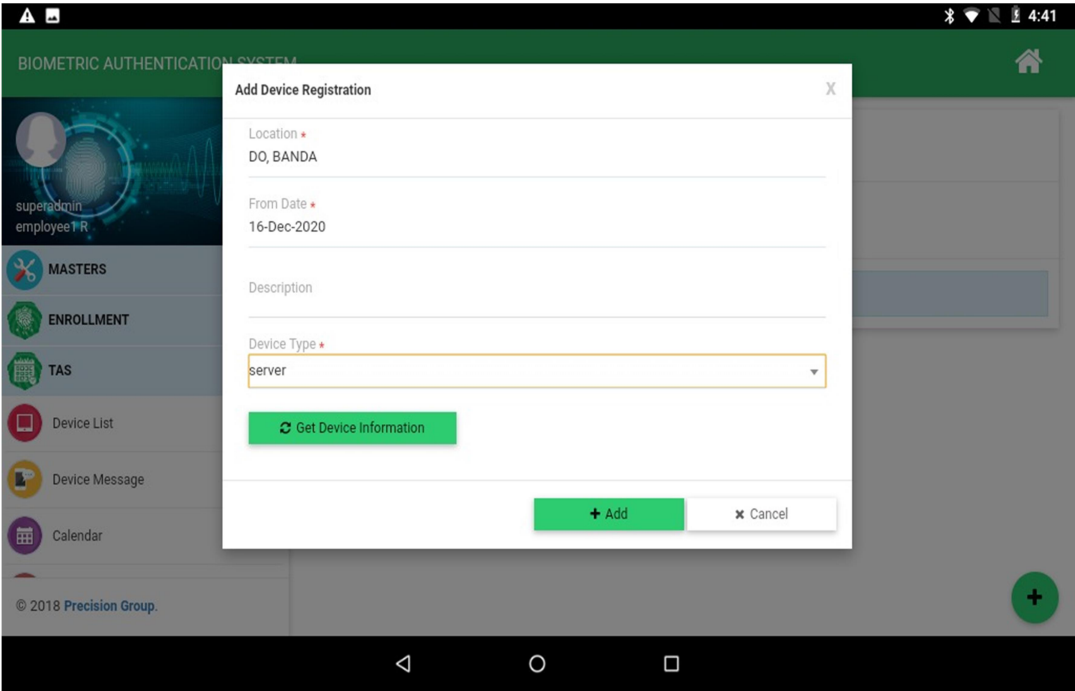 4:41
BIOMETRIC AUTHENTICATION SYSTEM
Add Device Registration
X
Location *
DO, BANDA
From Date *
16-Dec-2020
Description
Device Type *
server
Get Device Information
+ Add
× Cancel
superadmin
employee1 R
MASTERS
ENROLLMENT
TAS
Device List
Device Message
Calendar
© 2018 Precision Group.